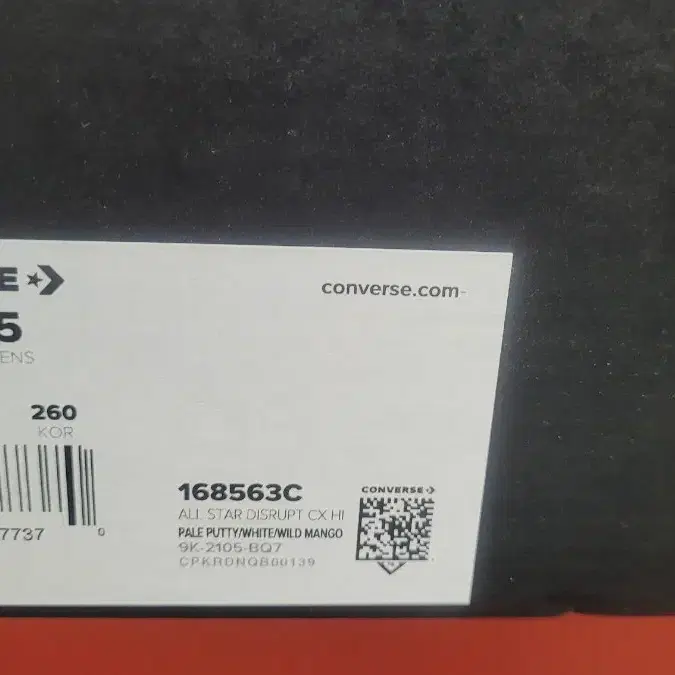 E
converse.com
5
ENS
260
KOR
7737
0
168563C
CONVERSE
ALL STAR DISRUPT CX HI
PALE PUTTY/WHITE/WILD MANGO
9K-2105-BQ7
CPKRDNQB00139